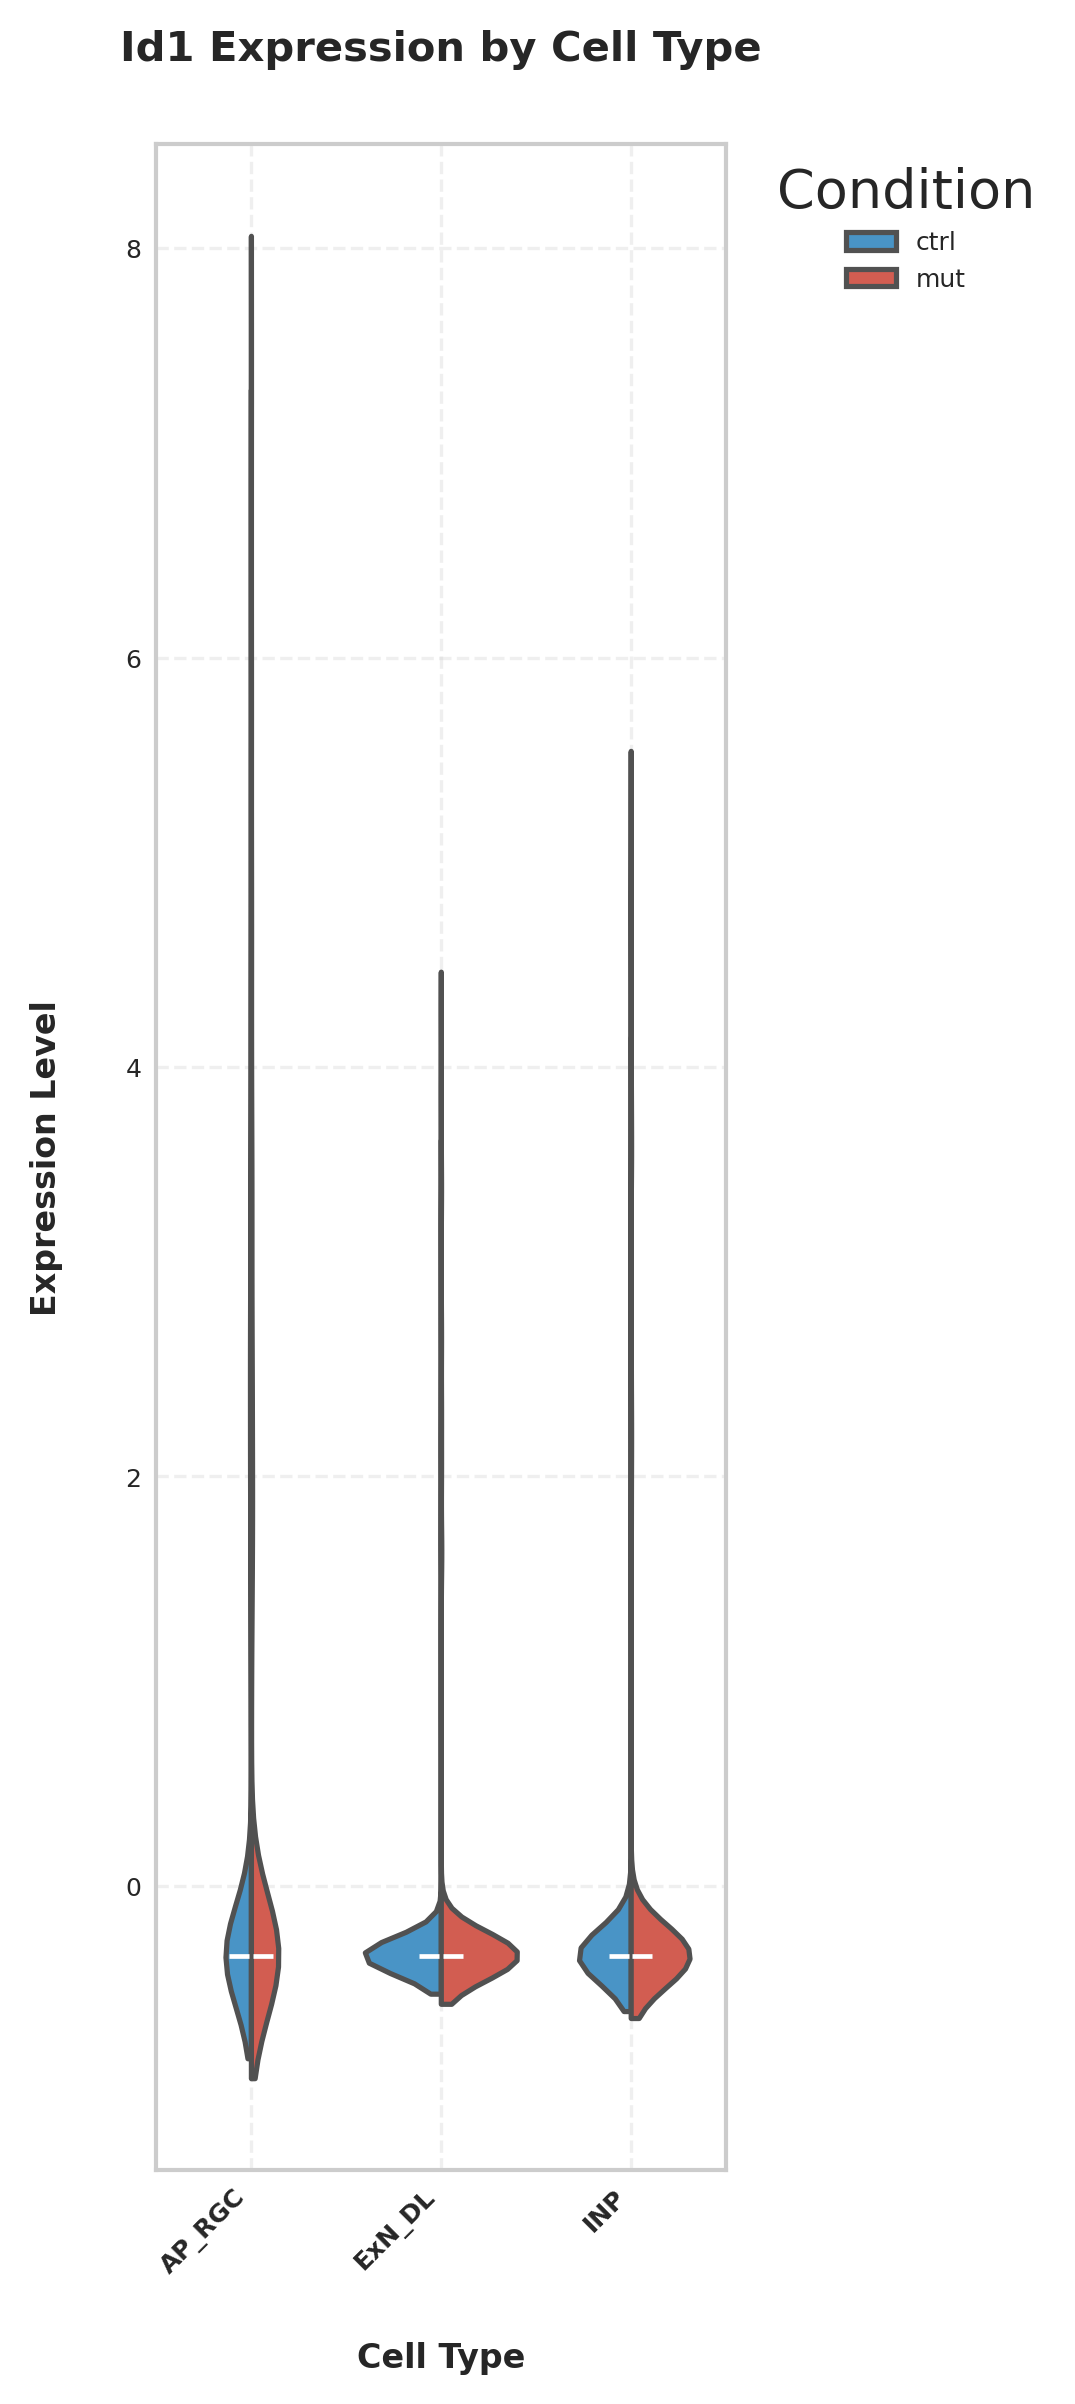 Id1 Expression by Cell Type
Condition
ctrl
mut
8
6
4
2
0
Expression Level
AP_RGC
ExN_DL
INP
Cell Type